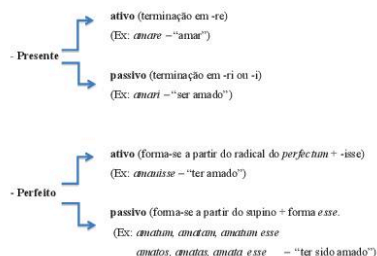 ativo (terminação em -re)
(Ex: amare – “amar”)
- Presente
passivo (terminação em -ri ou -i)
(Ex: amari – “ser amado”)
ativo (forma-se a partir do radical do perfectum + -isse)
(Ex: amauisse – “ter amado”)
- Perfeito
passivo (forma-se a partir do supino + forma esse.
(Ex: amatum, amatam, amatum esse
amatos, amatas, amata esse – “ter sido amado”)